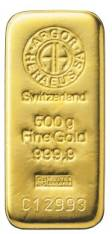 ARGOR
HERAEUS
Switzerland
500g
Fine Gold
999,9
C12993